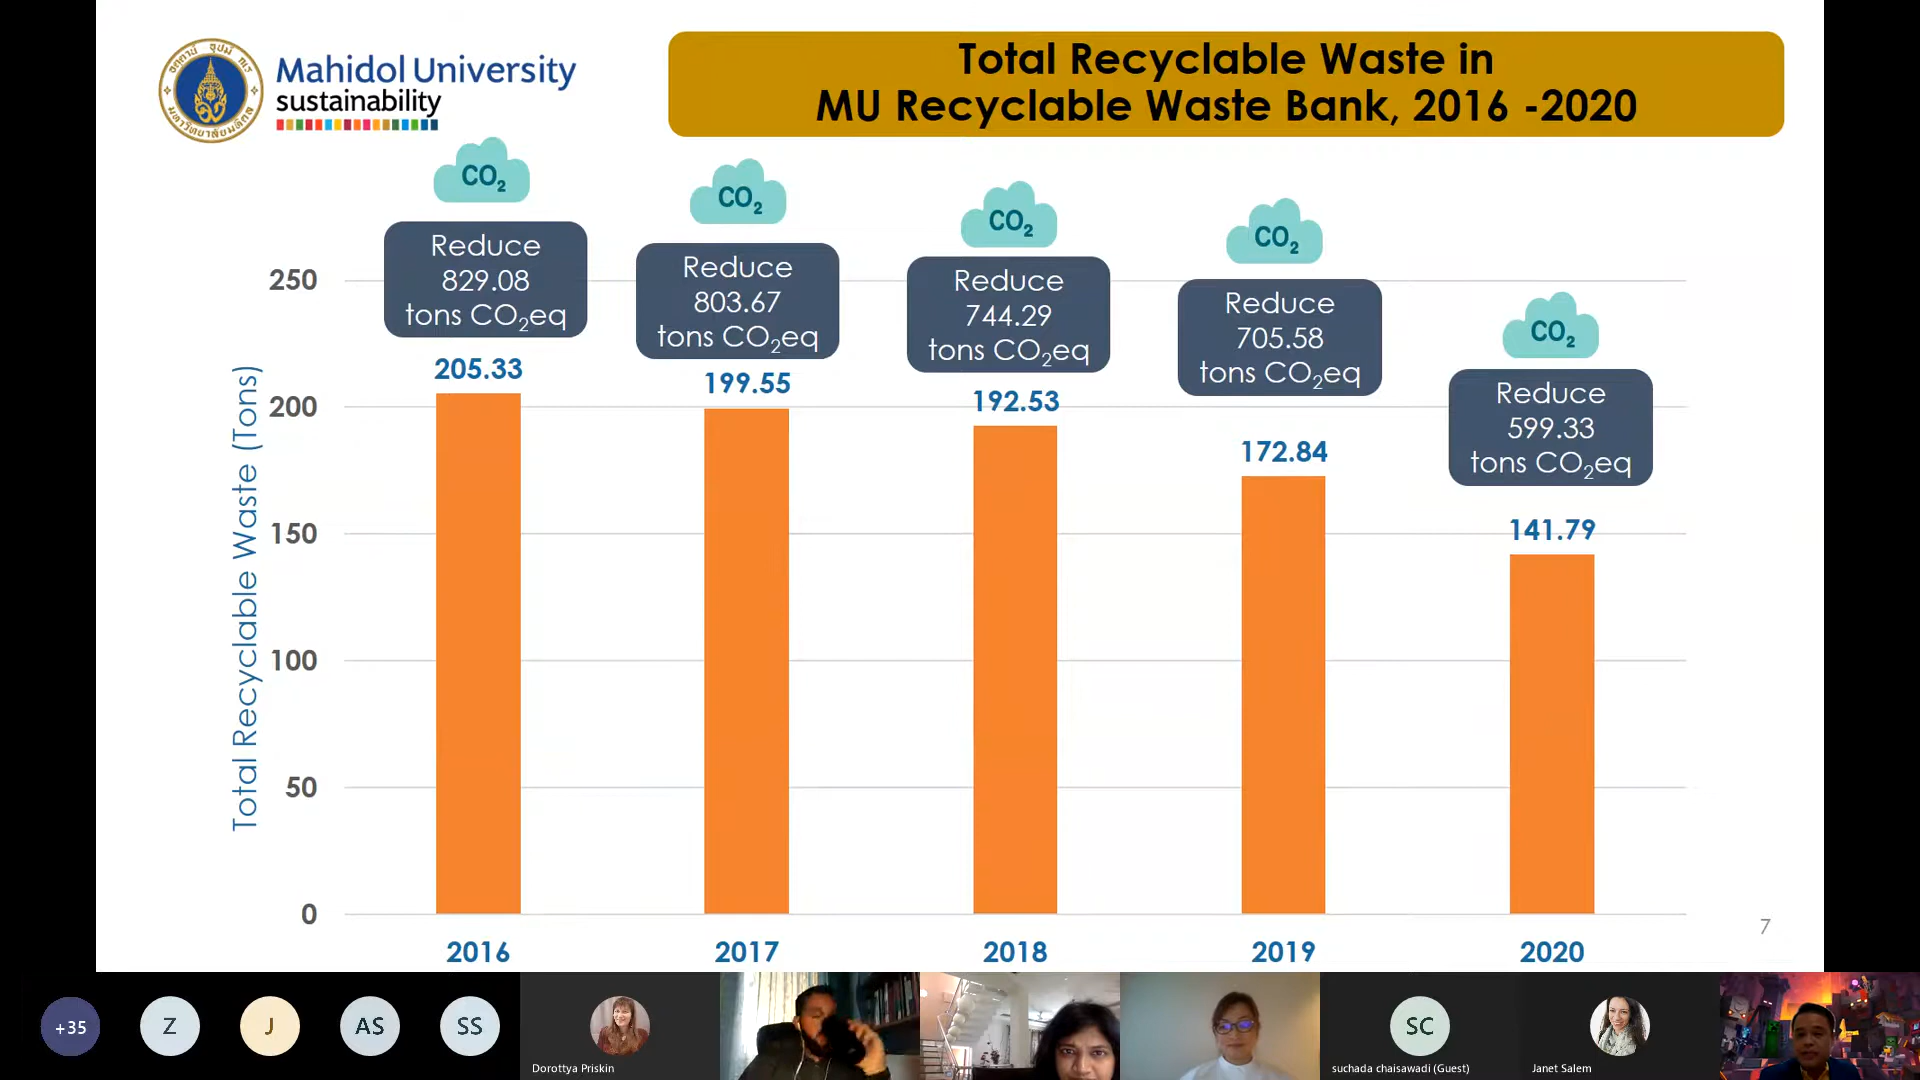 Mahidol University
sustainability
Total Recyclable Waste in
MU Recyclable Waste Bank, 2016 -2020
CO2
Reduce
829.08
tons CO2eq
CO2
Reduce
803.67
tons CO2eq
CO2
Reduce
744.29
tons CO2eq
CO2
Reduce
705.58
tons CO2eq
CO2
Reduce
599.33
tons CO2eq
Total Recyclable Waste (Tons)
250
200
150
100
50
0
205.33
199.55
192.53
172.84
141.79
2016
2017
2018
2019
2020
7
+35
Z
J
AS
SS
Dorottya Priskin
SC
suchada chaisawadi (Guest)
Janet Salem